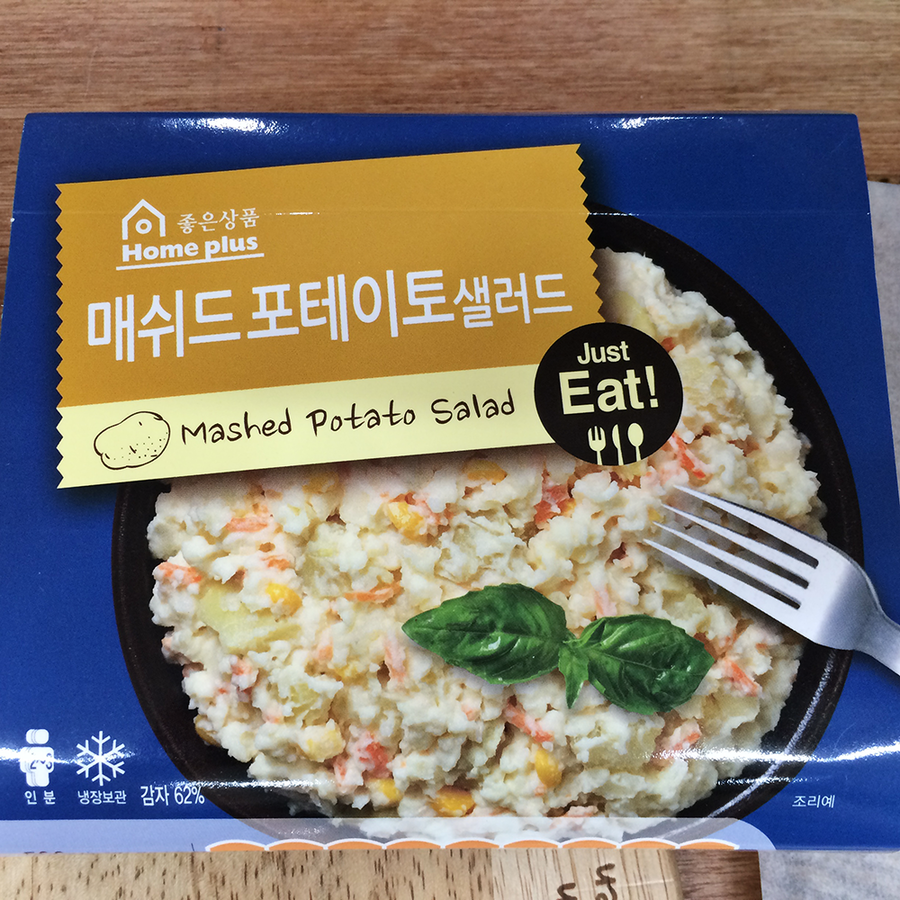 좋은상품
Home plus
매쉬드 포테이토 샐러드
Mashed Potato Salad
Just
Eat!
인 분
냉장보관
감자 62%
조리예